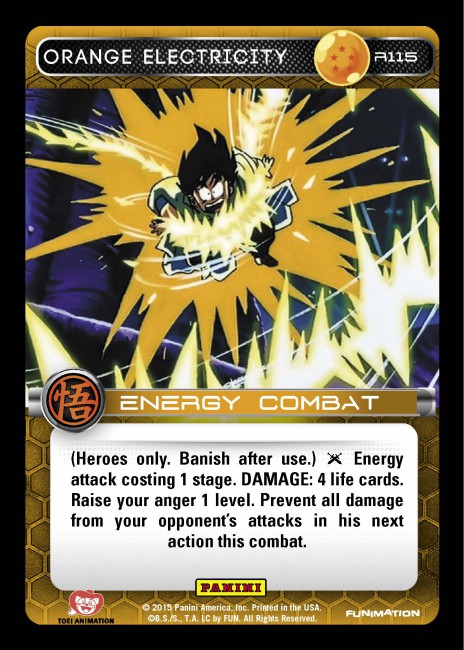 ORANGE ELECTRICITY R115
悟 ENERGY COMBAT
(Heroes only. Banish after use.) Energy
attack costing 1 stage. DAMAGE: 4 life cards.
Raise your anger 1 level. Prevent all damage
from your opponent's attacks in his next
action this combat.
PANINI
TOEI ANIMATION
© 2015 Panini America, Inc. Printed in the USA.
©B.S./S., T.A. LC by FUN. All Rights Reserved.
FUNIMATION